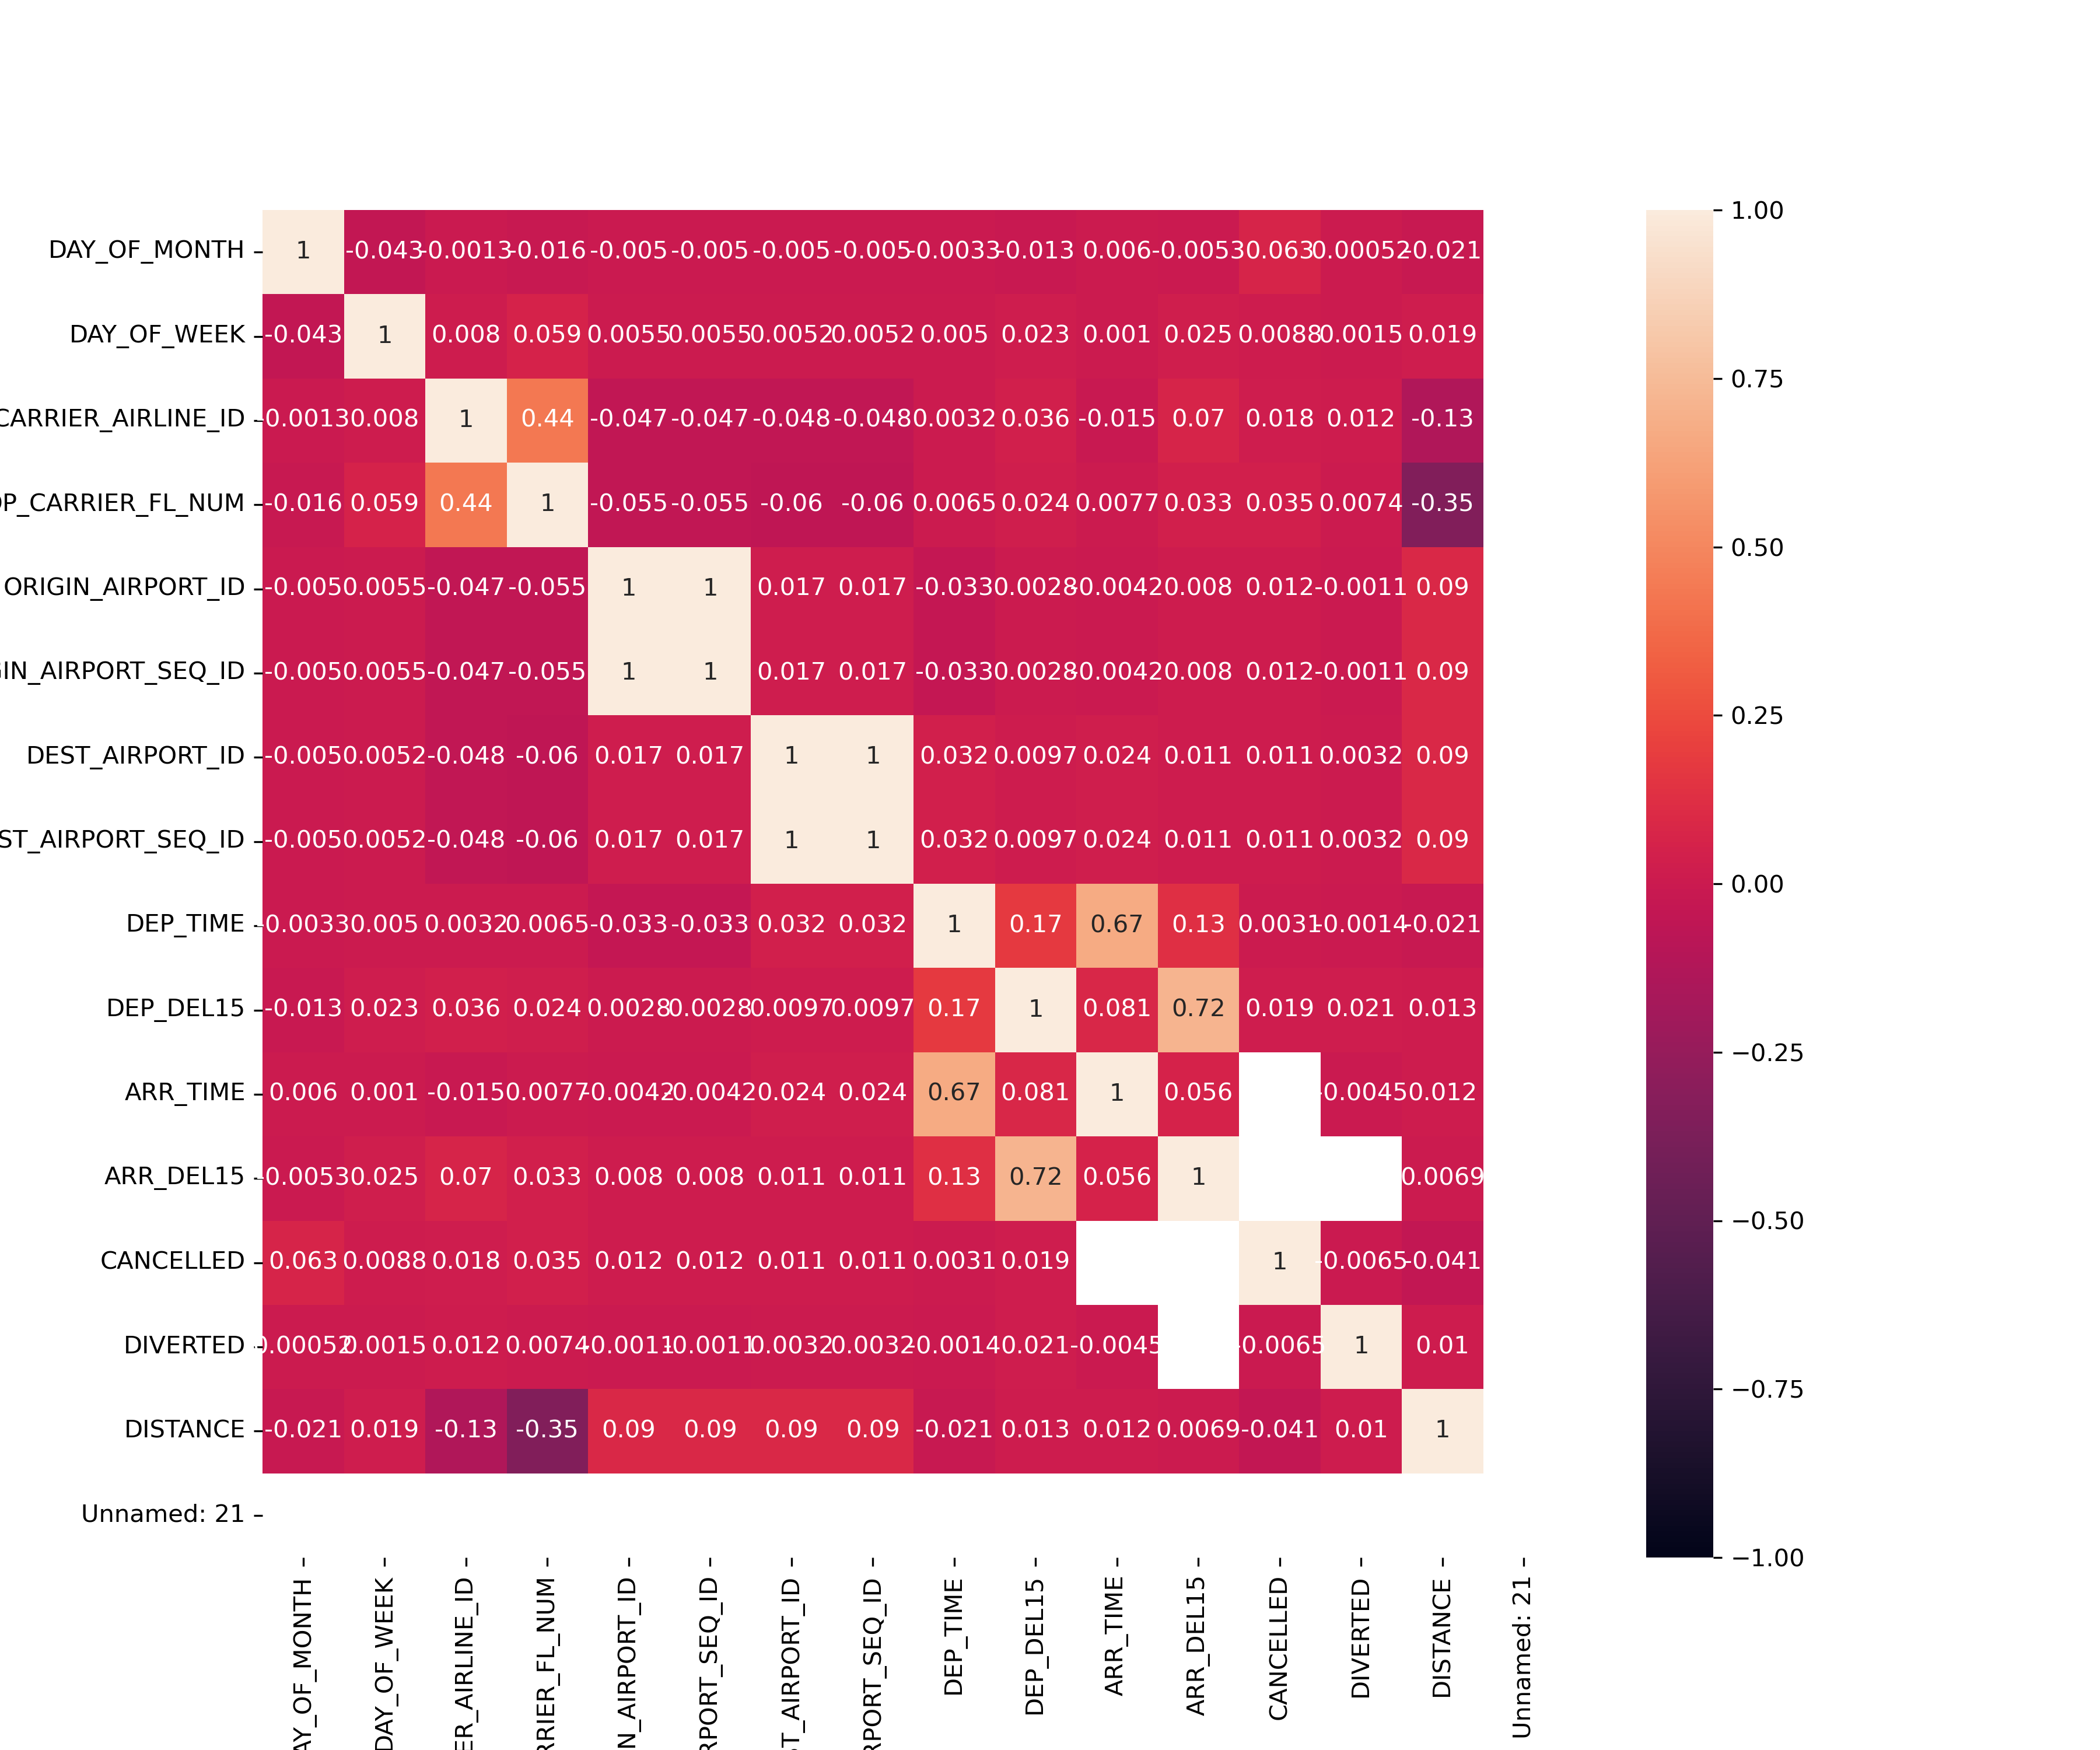 1.00
DAY_OF_MONTH 1 -0.043 -0.0013 -0.016 -0.005 -0.005 -0.005 -0.005 -0.0033 -0.013 0.006 -0.0053 0.063 0.00052 -0.021
DAY_OF_WEEK -0.043 1 0.008 0.059 0.0055 0.0055 0.0052 0.0052 0.005 0.023 0.001 0.025 0.0088 0.0015 0.019
0.75
CARRIER_AIRLINE_ID -0.0013 0.008 1 0.44 -0.047 -0.047 -0.048 -0.048 0.0032 0.036 -0.015 0.07 0.018 0.012 -0.13
P_CARRIER_FL_NUM -0.016 0.059 0.44 1 -0.055 -0.055 -0.06 -0.06 0.0065 0.024 0.0077 0.033 0.035 0.0074 -0.35
0.50
ORIGIN_AIRPORT_ID -0.005 0.0055 -0.047 -0.055 1 1 0.017 0.017 -0.033 0.0028 -0.0042 0.008 0.012 -0.0011 0.09
GIN_AIRPORT_SEQ_ID -0.005 0.0055 -0.047 -0.055 1 1 0.017 0.017 -0.033 0.0028 -0.0042 0.008 0.012 -0.0011 0.09
0.25
DEST_AIRPORT_ID -0.005 0.0052 -0.048 -0.06 0.017 0.017 1 1 0.032 0.0097 0.024 0.011 0.011 0.0032 0.09
ST_AIRPORT_SEQ_ID -0.005 0.0052 -0.048 -0.06 0.017 0.017 1 1 0.032 0.0097 0.024 0.011 0.011 0.0032 0.09
0.00
DEP_TIME -0.0033 0.005 0.0032 0.0065 -0.033 -0.033 0.032 0.032 1 0.17 0.67 0.13 0.0031 -0.0014 -0.021
DEP_DEL15 -0.013 0.023 0.036 0.024 0.0028 0.0028 0.0097 0.0097 0.17 1 0.081 0.72 0.019 0.021 0.013
−0.25
ARR_TIME 0.006 0.001 -0.015 0.0077 -0.0042 -0.0042 0.024 0.024 0.67 0.081 1 0.056 -0.0045 0.012
ARR_DEL15 -0.0053 0.025 0.07 0.033 0.008 0.008 0.011 0.011 0.13 0.72 0.056 1 0.0069
−0.50
CANCELLED 0.063 0.0088 0.018 0.035 0.012 0.012 0.011 0.011 0.0031 0.019 1 -0.0065 -0.041
DIVERTED 0.00052 0.0015 0.012 0.0074 -0.0011 -0.0011 0.0032 0.0032 -0.0014 0.021 -0.0045 -0.0065 1 0.01
−0.75
DISTANCE -0.021 0.019 -0.13 -0.35 0.09 0.09 0.09 0.09 -0.021 0.013 0.012 0.0069 -0.041 0.01 1
Unnamed: 21
−1.00
AY_OF_MONTH
DAY_OF_WEEK
ER_AIRLINE_ID
RRIER_FL_NUM
N_AIRPORT_ID
RPORT_SEQ_ID
ST_AIRPORT_ID
RPORT_SEQ_ID
DEP_TIME
DEP_DEL15
ARR_TIME
ARR_DEL15
CANCELLED
DIVERTED
DISTANCE
Unnamed: 21